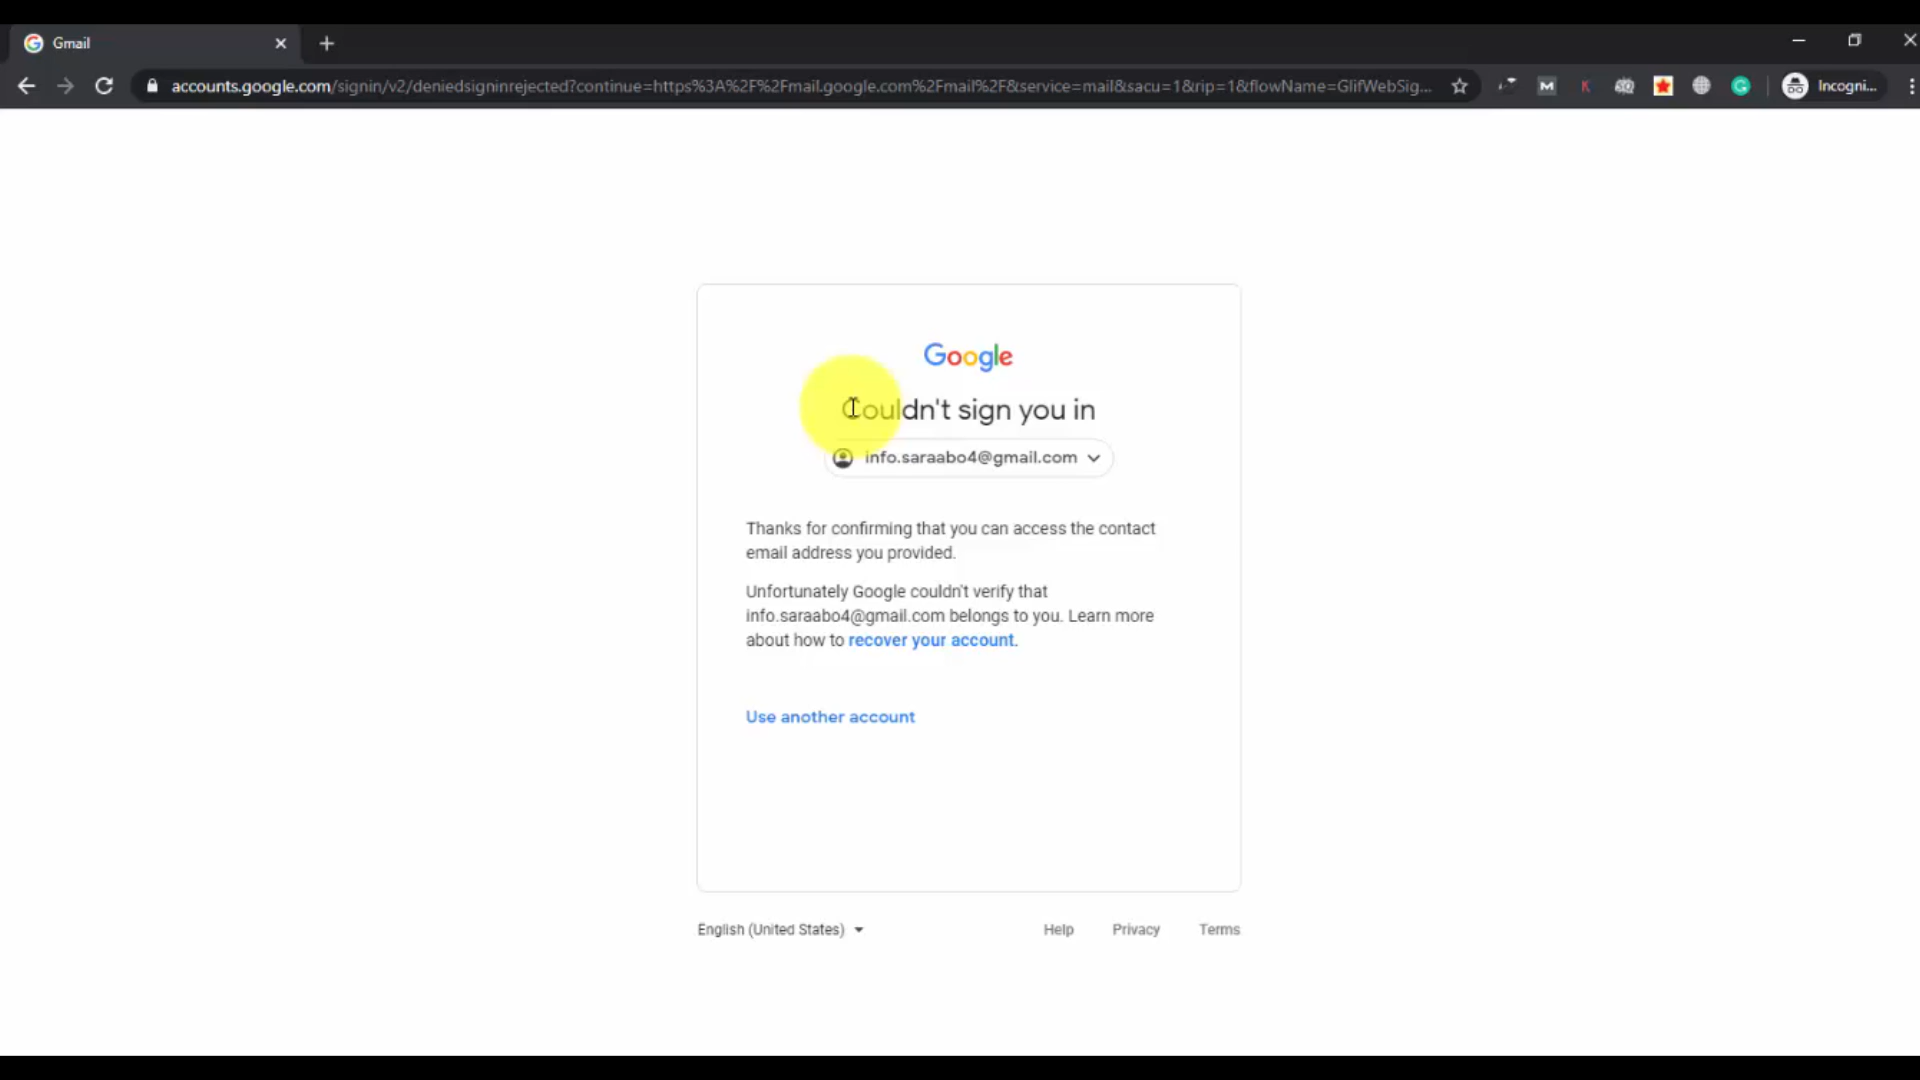 Gmail
accounts.google.com/signin/v2/deniedsigninrejected?continue=https%3A%2F%2Fmail.google.com%2Fmail%2F&service=mail&sacu=1&rip=1&flowName=GlifWebSig...
Incogni...
Google
Couldn't sign you in
info.saraabo4@gmail.com
Thanks for confirming that you can access the contact
email address you provided.
Unfortunately Google couldn't verify that
info.saraabo4@gmail.com belongs to you. Learn more
about how to recover your account.
Use another account
English (United States)
Help Privacy Terms